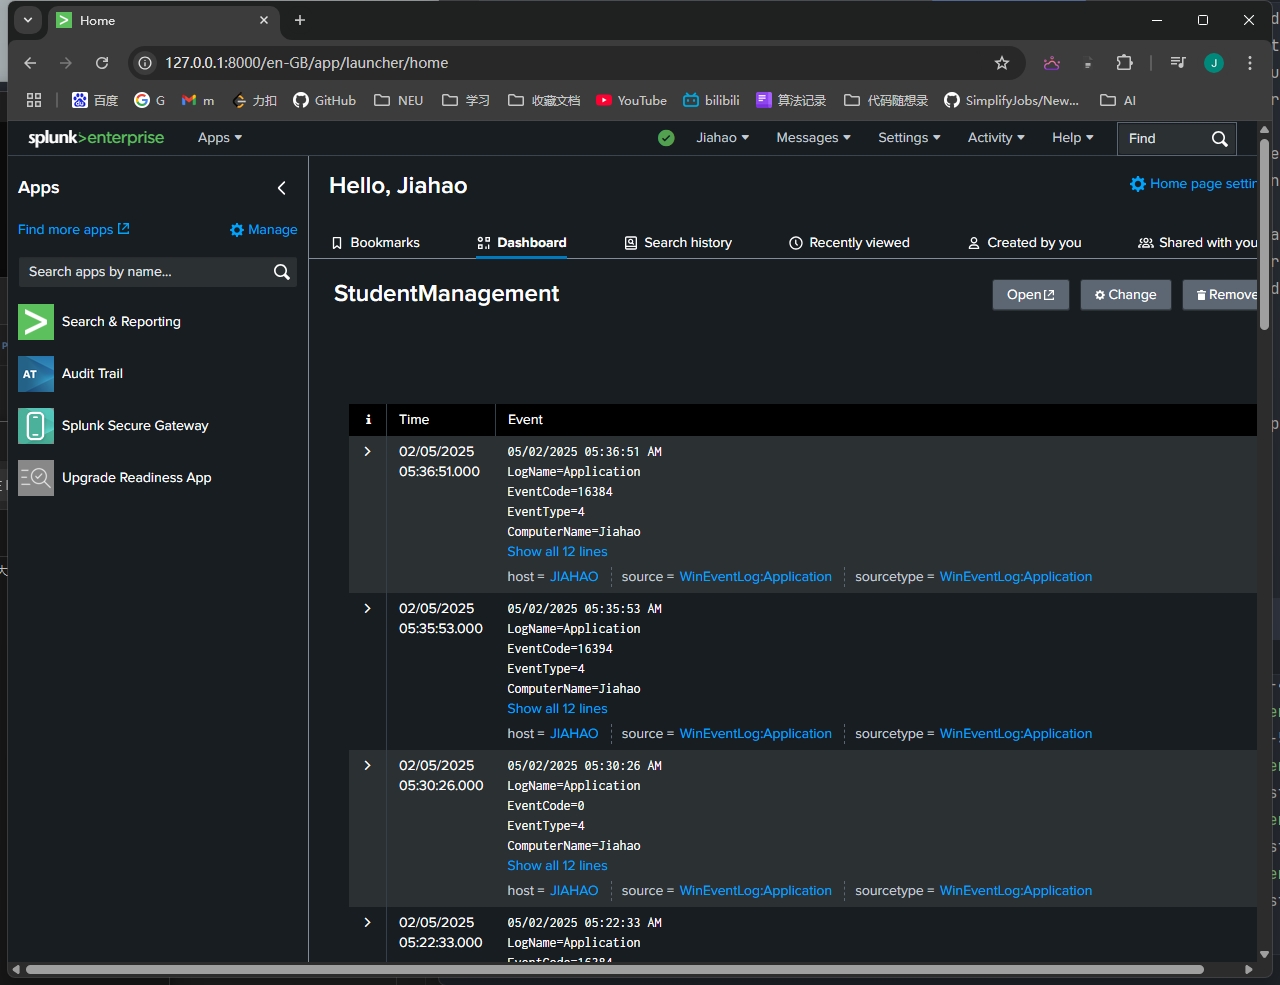 Home
127.0.0.1:8000/en-GB/app/launcher/home
百度
G
m
力扣
GitHub
NEU
学习
收藏文档
YouTube
bilibili
算法记录
代码随想录
SimplifyJobs/New...
AI
J
splunk>enterprise
Apps
Jiahao
Messages
Settings
Activity
Help
Find
Apps
Find more apps
Manage
Search apps by name...
Search & Reporting
AT
Audit Trail
Splunk Secure Gateway
Upgrade Readiness App
Hello, Jiahao
Home page settin
Bookmarks
Dashboard
Search history
Recently viewed
Created by you
Shared with you
StudentManagement
Open
Change
Remove
i Time Event
02/05/2025
05:36:51.000
05/02/2025 05:36:51 AM
LogName=Application
EventCode=16384
EventType=4
ComputerName=Jiahao
Show all 12 lines
host = JIAHAO source = WinEventLog:Application sourcetype = WinEventLog:Application
02/05/2025
05:35:53.000
05/02/2025 05:35:53 AM
LogName=Application
EventCode=16394
EventType=4
ComputerName=Jiahao
Show all 12 lines
host = JIAHAO source = WinEventLog:Application sourcetype = WinEventLog:Application
02/05/2025
05:30:26.000
05/02/2025 05:30:26 AM
LogName=Application
EventCode=0
EventType=4
ComputerName=Jiahao
Show all 12 lines
host = JIAHAO source = WinEventLog:Application sourcetype = WinEventLog:Application
02/05/2025
05:22:33.000
05/02/2025 05:22:33 AM
LogName=Application
EventCode=16384